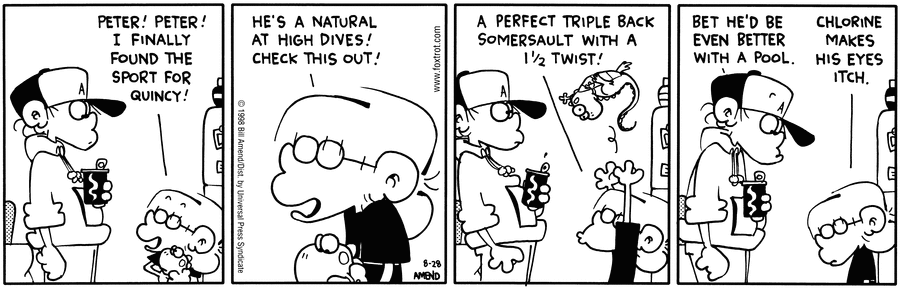 PETER! PETER!
I FINALLY
FOUND THE
SPORT FOR
QUINCY!
A
© 1998 Bill Amend/Dist. by Universal Press Syndicate
HE'S A NATURAL
AT HIGH DIVES!
CHECK THIS OUT!
www.foxtrot.com
8-28
AMEND
A PERFECT TRIPLE BACK
SOMERSAULT WITH A
1½ TWIST!
A
BET HE'D BE
EVEN BETTER
WITH A POOL.
A
CHLORINE
MAKES
HIS EYES
ITCH.